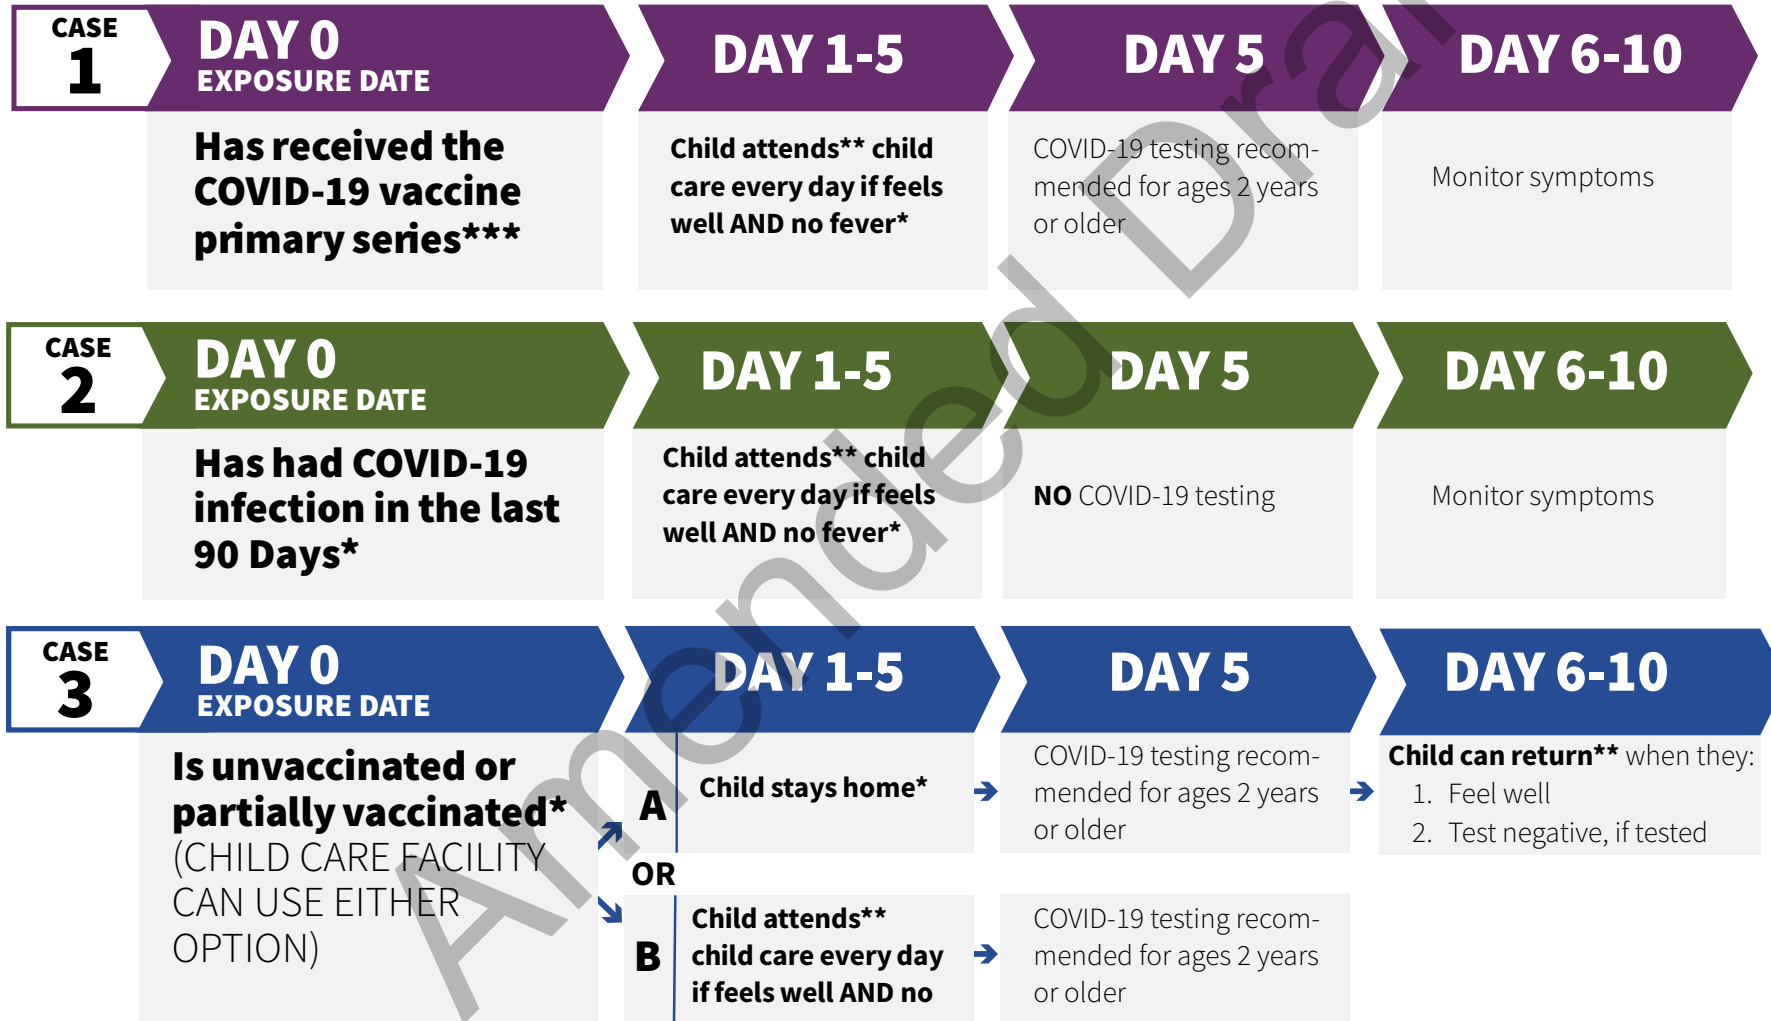 CASE
1
DAY 0
EXPOSURE DATE
DAY 1-5
DAY 5
DAY 6-10
Has received the
COVID-19 vaccine
primary series***
Child attends** child
care every day if feels
well AND no fever*
COVID-19 testing recom-
mended for ages 2 years
or older
Monitor symptoms
CASE
2
DAY 0
EXPOSURE DATE
DAY 1-5
DAY 5
DAY 6-10
Has had COVID-19
infection in the last
90 Days*
Child attends** child
care every day if feels
well AND no fever*
NO COVID-19 testing
Monitor symptoms
CASE
3
DAY 0
EXPOSURE DATE
DAY 1-5
DAY 5
DAY 6-10
Is unvaccinated or
partially vaccinated*
(CHILD CARE FACILITY
CAN USE EITHER
OPTION)
A
Child stays home*
COVID-19 testing recom-
mended for ages 2 years
or older
Child can return** when they:
1. Feel well
2. Test negative, if tested
OR
B
Child attends**
child care every day
if feels well AND no
COVID-19 testing recom-
mended for ages 2 years
or older
Amended Dra